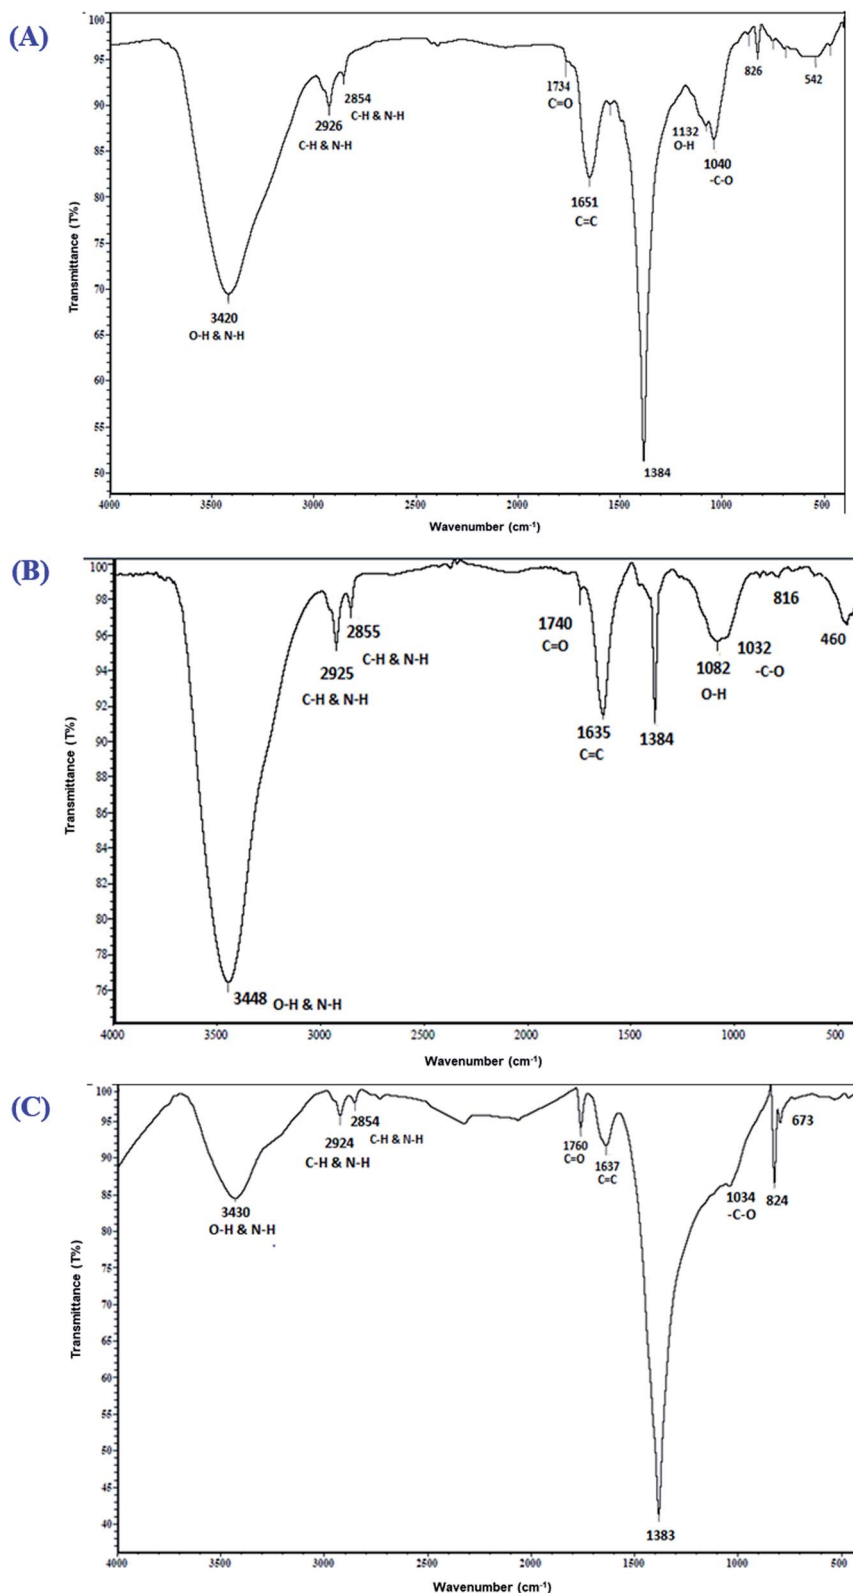 (A)
100
95
90
85
80
75
70
65
60
55
50
Transmittance (T%)
3420
O-H & N-H
2926
C-H & N-H
2854
C-H & N-H
1734
C=O
1651
C=C
1384
1132
O-H
1040
-C-O
826
542
4000 3500 3000 2500 2000 1500 1000 500
Wavenumber (cm-1)
(B)
100
98
96
94
92
90
88
86
84
82
80
78
76
Transmittance (T%)
3448 O-H & N-H
2925
C-H & N-H
2855
C-H & N-H
1740
C=O
1635
C=C
1384
1082
O-H
1032
-C-O
816
460
4000 3500 3000 2500 2000 1500 1000 500
Wavenumber (cm-1)
(C)
100
95
90
85
80
75
70
65
60
55
50
45
40
Transmittance (T%)
3430
O-H & N-H
2924
C-H & N-H
2854
C-H & N-H
1760
C=O
1637
C=C
1383
1034
-C-O
824
673
4000 3500 3000 2500 2000 1500 1000 500
Wavenumber (cm-1)